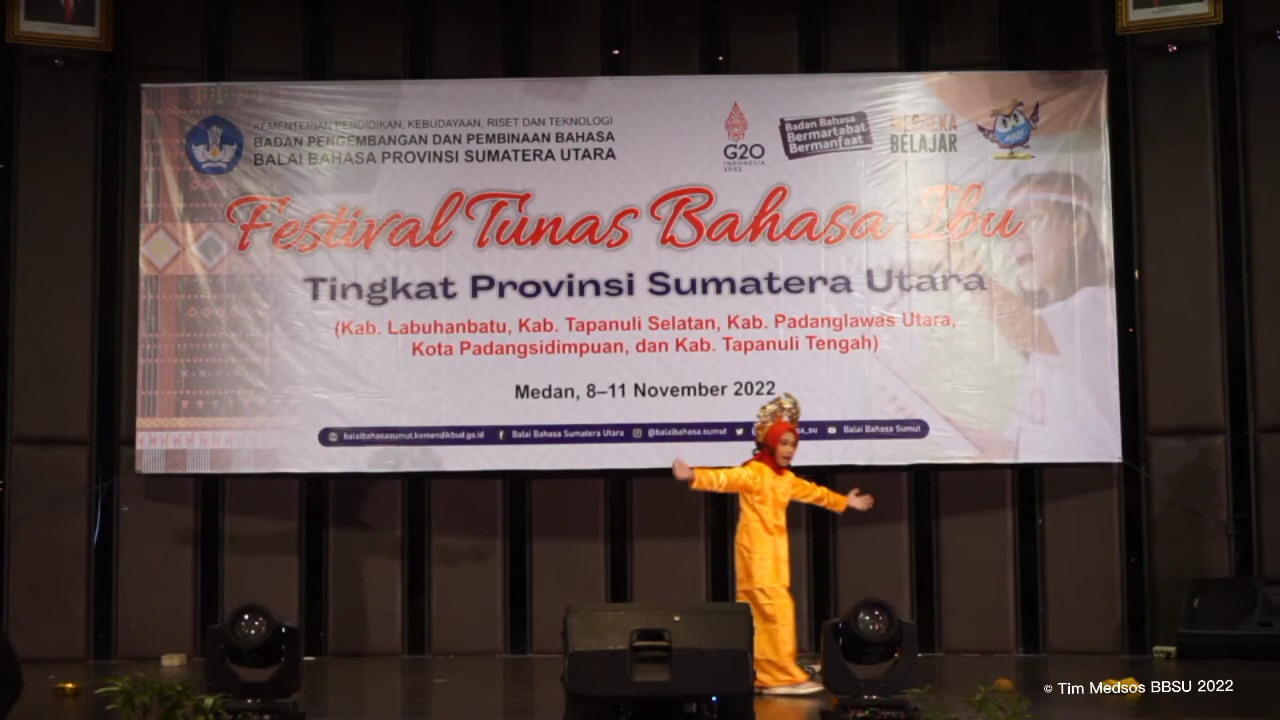 KEMENTERIAN PENDIDIKAN, KEBUDAYAAN, RISET DAN TEKNOLOGI
BADAN PENGEMBANGAN DAN PEMBINAAN BAHASA
BALAI BAHASA PROVINSI SUMATERA UTARA
G20
INDONESIA
2022
Badan Bahasa
Bermartabat
Bermanfaat
MERDEKA
BELAJAR
Festival Tunas Bahasa Ibu
Tingkat Provinsi Sumatera Utara
(Kab. Labuhanbatu, Kab. Tapanuli Selatan, Kab. Padanglawas Utara,
Kota Padangsidimpuan, dan Kab. Tapanuli Tengah)
Medan, 8–11 November 2022
balaibahasasumut.kemendikbud.go.id Balai Bahasa Sumatera Utara @balaibahasa.sumut Balai Bahasa Sumut
© Tim Medsos BBSU 2022